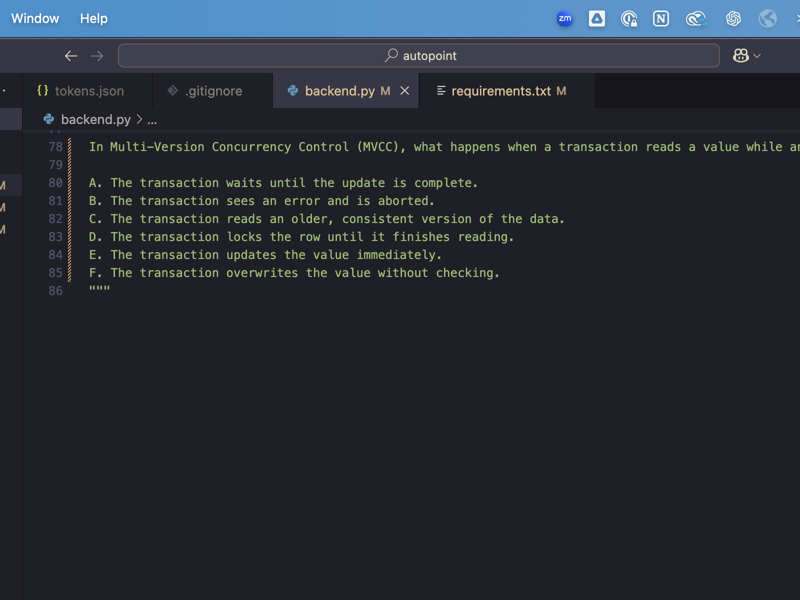 Window Help
zm
autopoint
{} tokens.json .gitignore backend.py M requirements.txt M
backend.py > ...
78 In Multi-Version Concurrency Control (MVCC), what happens when a transaction reads a value while
79
80 A. The transaction waits until the update is complete.
81 B. The transaction sees an error and is aborted.
82 C. The transaction reads an older, consistent version of the data.
83 D. The transaction locks the row until it finishes reading.
84 E. The transaction updates the value immediately.
85 F. The transaction overwrites the value without checking.
86 """
M
M
M